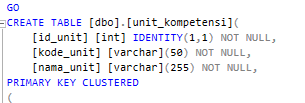 GO
CREATE TABLE [dbo].[unit_kompetensi](
[id_unit] [int] IDENTITY(1,1) NOT NULL,
[kode_unit] [varchar](50) NOT NULL,
[nama_unit] [varchar](255) NOT NULL,
PRIMARY KEY CLUSTERED
(